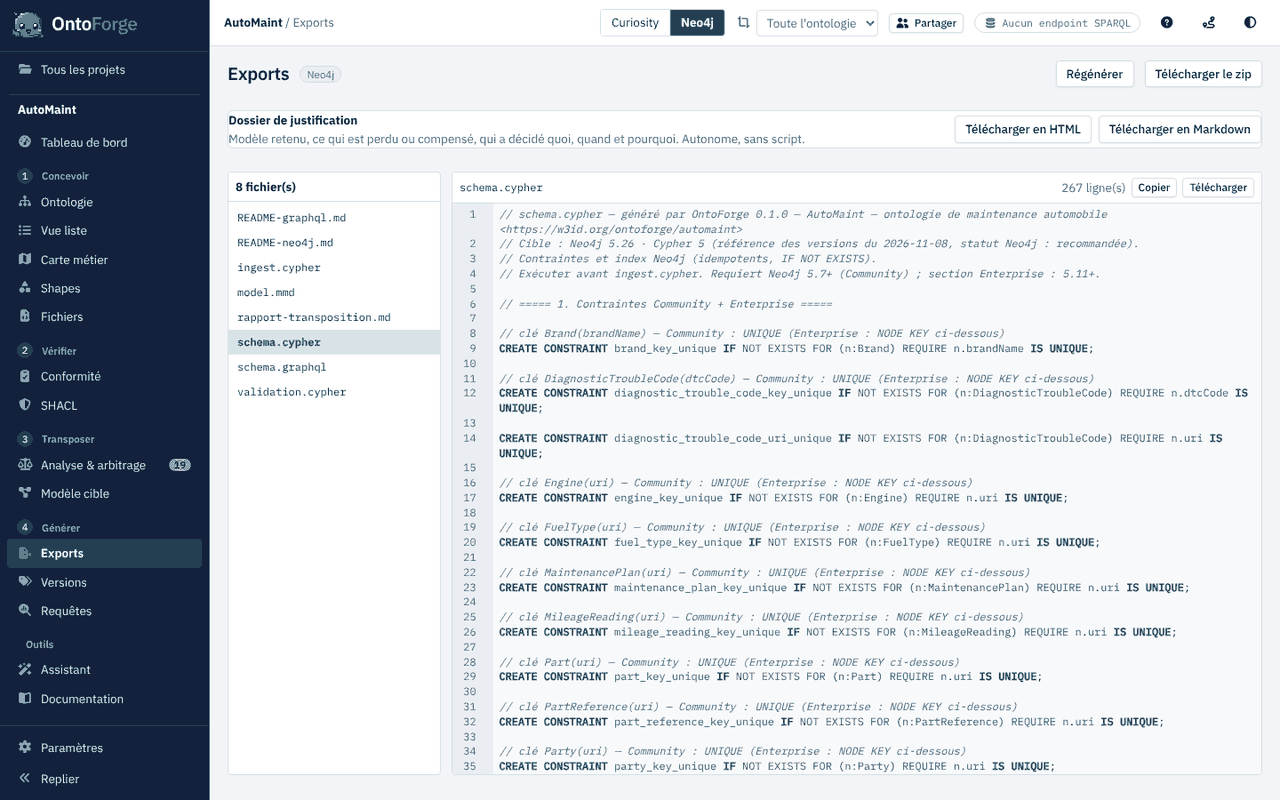 OntoForge
AutoMaint / Exports
Curiosity
Neo4j
Toute l'ontologie
Partager
Aucun endpoint SPARQL
Tous les projets
AutoMaint
Tableau de bord
1 Concevoir
Ontologie
Vue liste
Carte métier
Shapes
Fichiers
2 Vérifier
Conformité
SHACL
3 Transposer
Analyse & arbitrage 19
Modèle cible
4 Générer
Exports
Versions
Requêtes
Outils
Assistant
Documentation
Paramètres
Replier
Exports Neo4j
Régénérer
Télécharger le zip
Dossier de justification
Modèle retenu, ce qui est perdu ou compensé, qui a décidé quoi, quand et pourquoi. Autonome, sans script.
Télécharger en HTML
Télécharger en Markdown
8 fichier(s)
README-graphql.md
README-neo4j.md
ingest.cypher
model.mmd
rapport-transposition.md
schema.cypher
schema.graphql
validation.cypher
schema.cypher
267 ligne(s)
Copier
Télécharger
1 // schema.cypher — généré par OntoForge 0.1.0 — AutoMaint — ontologie de maintenance automobile
<https://w3id.org/ontoforge/automaint>
2 // Cible : Neo4j 5.26 · Cypher 5 (référence des versions du 2026-11-08, statut Neo4j : recommandée).
3 // Contraintes et index Neo4j (idempotents, IF NOT EXISTS).
4 // Exécuter avant ingest.cypher. Requiert Neo4j 5.7+ (Community) ; section Enterprise : 5.11+.
5
6 // ===== 1. Contraintes Community + Enterprise =====
7
8 // clé Brand(brandName) — Community : UNIQUE (Enterprise : NODE KEY ci-dessous)
9 CREATE CONSTRAINT brand_key_unique IF NOT EXISTS FOR (n:Brand) REQUIRE n.brandName IS UNIQUE;
10
11 // clé DiagnosticTroubleCode(dtcCode) — Community : UNIQUE (Enterprise : NODE KEY ci-dessous)
12 CREATE CONSTRAINT diagnostic_trouble_code_key_unique IF NOT EXISTS FOR (n:DiagnosticTroubleCode) REQUIRE n.dtcCode IS
UNIQUE;
13
14 CREATE CONSTRAINT diagnostic_trouble_code_uri_unique IF NOT EXISTS FOR (n:DiagnosticTroubleCode) REQUIRE n.uri IS
UNIQUE;
15
16 // clé Engine(uri) — Community : UNIQUE (Enterprise : NODE KEY ci-dessous)
17 CREATE CONSTRAINT engine_key_unique IF NOT EXISTS FOR (n:Engine) REQUIRE n.uri IS UNIQUE;
18
19 // clé FuelType(uri) — Community : UNIQUE (Enterprise : NODE KEY ci-dessous)
20 CREATE CONSTRAINT fuel_type_key_unique IF NOT EXISTS FOR (n:FuelType) REQUIRE n.uri IS UNIQUE;
21
22 // clé MaintenancePlan(uri) — Community : UNIQUE (Enterprise : NODE KEY ci-dessous)
23 CREATE CONSTRAINT maintenance_plan_key_unique IF NOT EXISTS FOR (n:MaintenancePlan) REQUIRE n.uri IS UNIQUE;
24
25 // clé MileageReading(uri) — Community : UNIQUE (Enterprise : NODE KEY ci-dessous)
26 CREATE CONSTRAINT mileage_reading_key_unique IF NOT EXISTS FOR (n:MileageReading) REQUIRE n.uri IS UNIQUE;
27
28 // clé Part(uri) — Community : UNIQUE (Enterprise : NODE KEY ci-dessous)
29 CREATE CONSTRAINT part_key_unique IF NOT EXISTS FOR (n:Part) REQUIRE n.uri IS UNIQUE;
30
31 // clé PartReference(uri) — Community : UNIQUE (Enterprise : NODE KEY ci-dessous)
32 CREATE CONSTRAINT part_reference_key_unique IF NOT EXISTS FOR (n:PartReference) REQUIRE n.uri IS UNIQUE;
33
34 // clé Party(uri) — Community : UNIQUE (Enterprise : NODE KEY ci-dessous)
35 CREATE CONSTRAINT party_key_unique IF NOT EXISTS FOR (n:Party) REQUIRE n.uri IS UNIQUE;